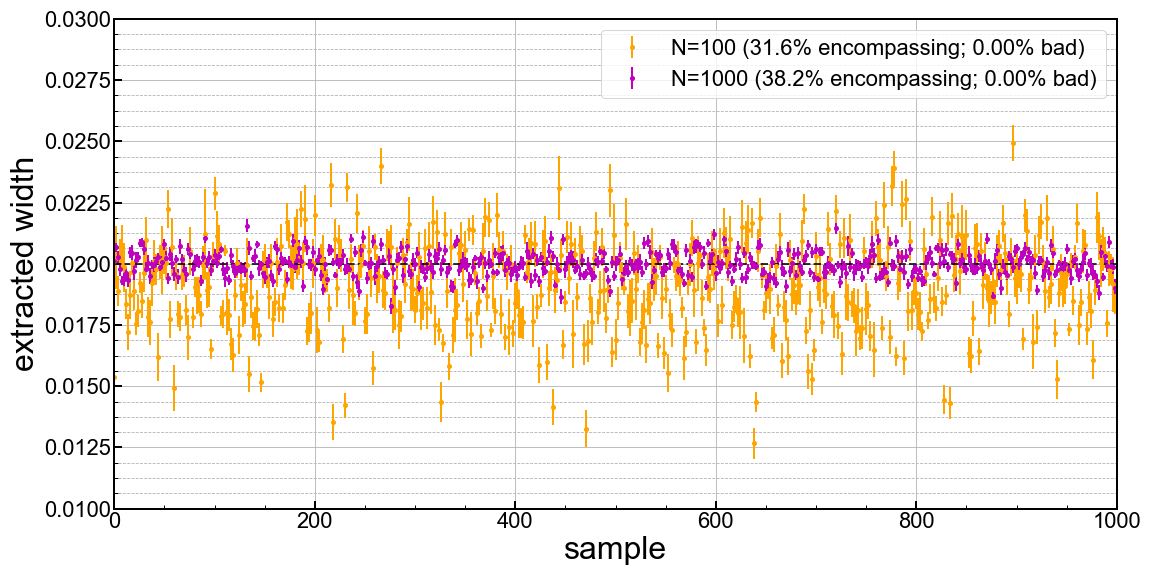 0.0300
0.0275
0.0250
0.0225
0.0200
0.0175
0.0150
0.0125
0.0100
extracted width
N=100 (31.6% encompassing; 0.00% bad)
N=1000 (38.2% encompassing; 0.00% bad)
0 200 400 600 800 1000
sample